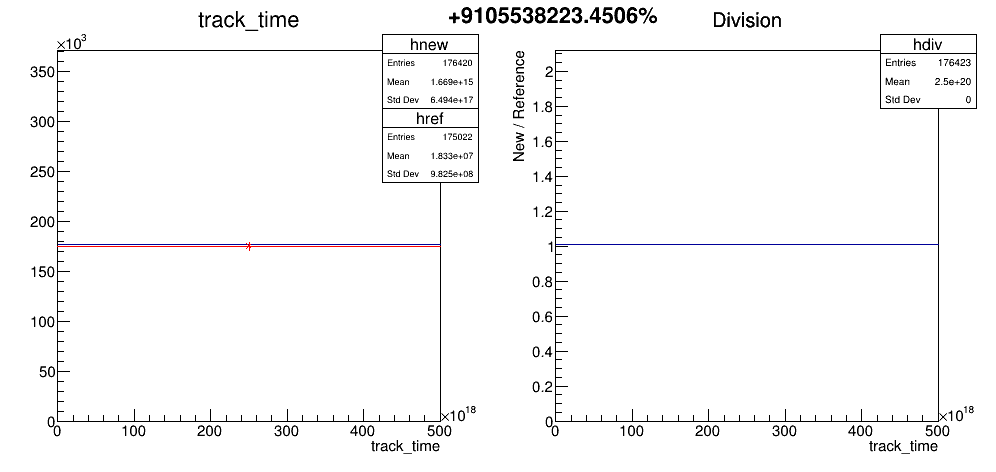 +9105538223.4506%
track_time
×10³
hnew
Entries 176420
Mean 1.669e+15
Std Dev 6.494e+17
href
Entries 175022
Mean 1.833e+07
Std Dev 9.825e+08
350
300
250
200
150
100
50
0
0 100 200 300 400 500
×10¹⁸
track_time
Division
hdiv
Entries 176423
Mean 2.5e+20
Std Dev 0
New / Reference
2
1.8
1.6
1.4
1.2
1
0.8
0.6
0.4
0.2
0
0 100 200 300 400 500
×10¹⁸
track_time